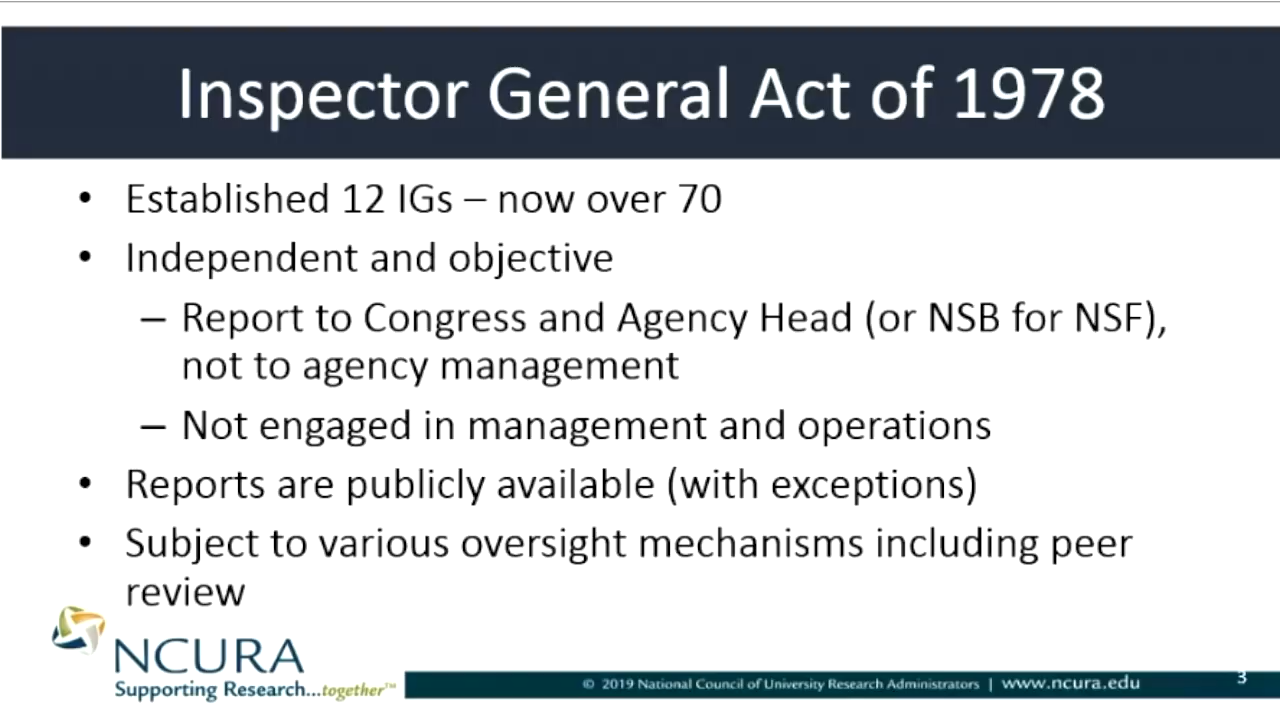 Inspector General Act of 1978
• Established 12 IGs – now over 70
• Independent and objective
– Report to Congress and Agency Head (or NSB for NSF),
not to agency management
– Not engaged in management and operations
• Reports are publicly available (with exceptions)
• Subject to various oversight mechanisms including peer
review
NCURA
Supporting Research...together™
© 2019 National Council of University Research Administrators | www.ncura.edu
3